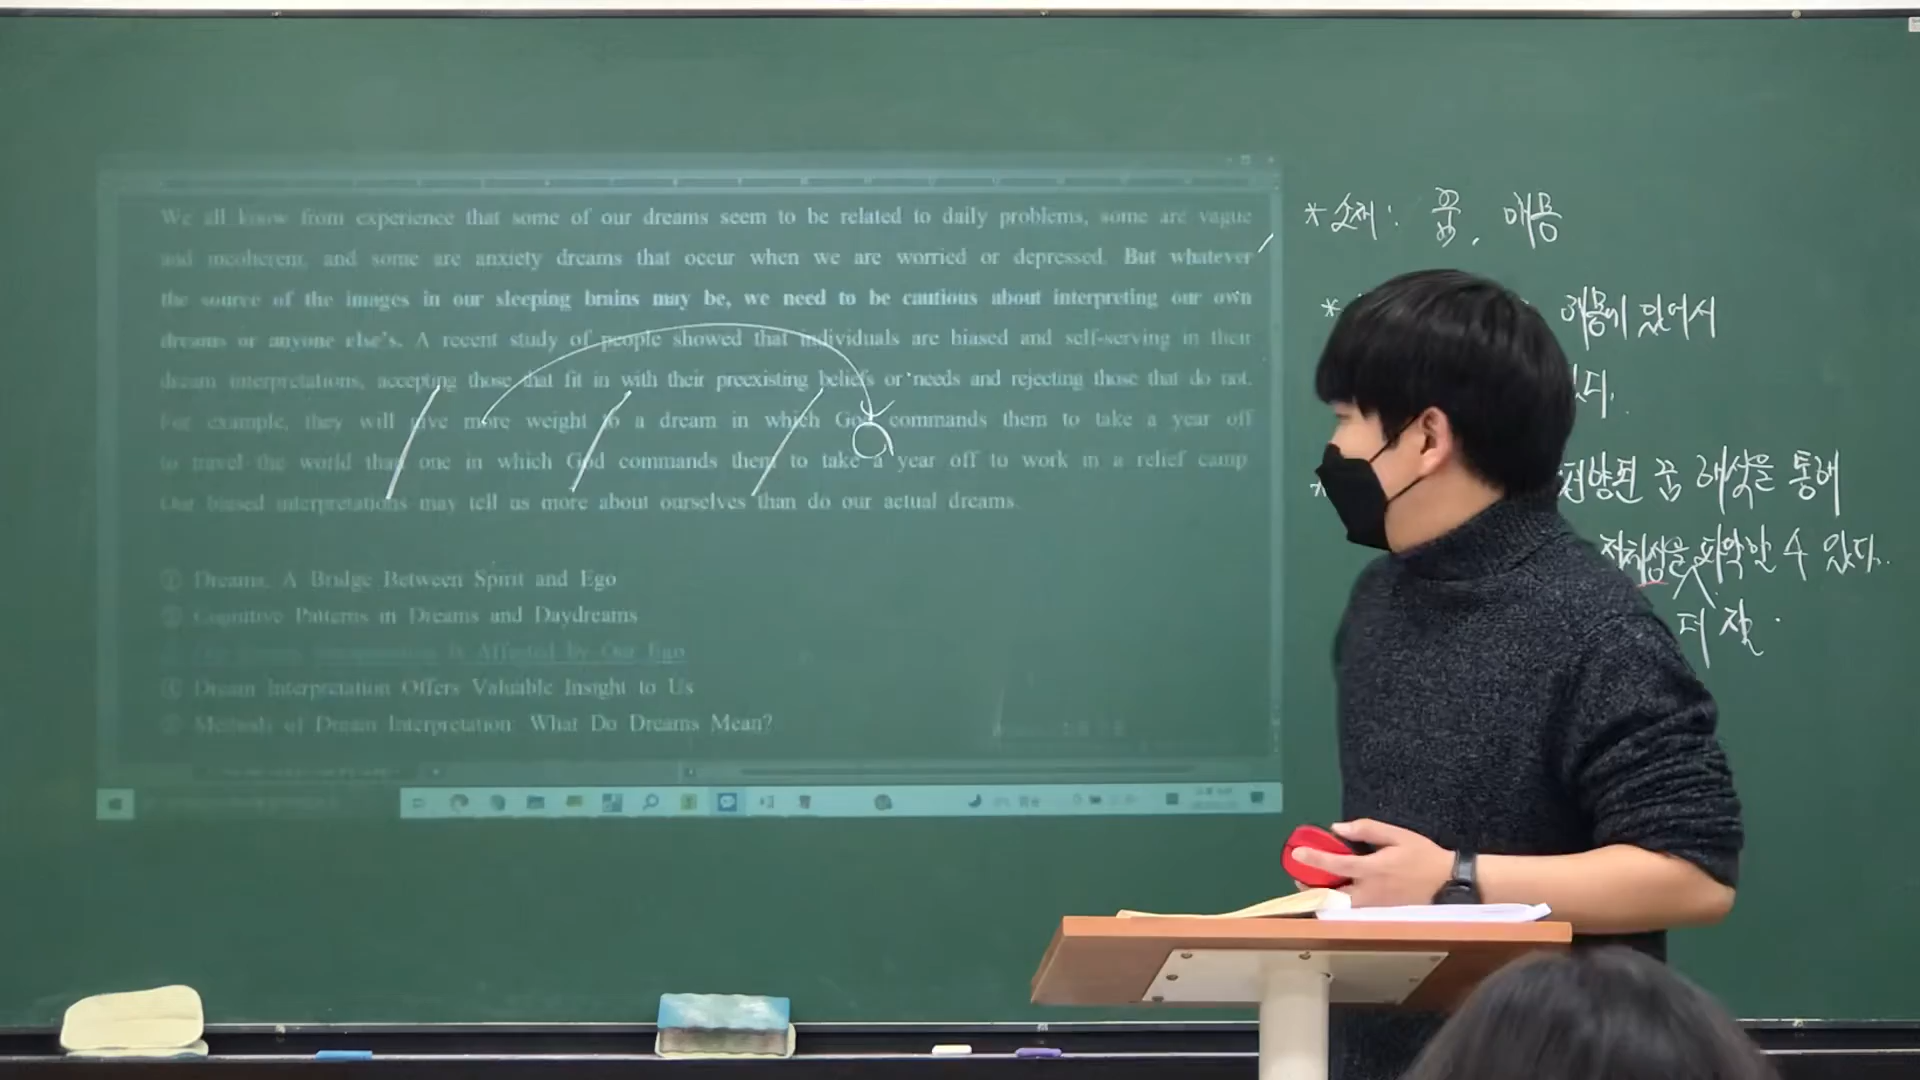 We all know from experience that some of our dreams seem to be related to daily problems, some are vague
and incoherent, and some are anxiety dreams that occur when we are worried or depressed. But whatever
the source of the images in our sleeping brains may be, we need to be cautious about interpreting our own
dreams or anyone else's. A recent study of people showed that individuals are biased and self-serving in their
dream interpretations, accepting those that fit in with their preexisting beliefs or needs and rejecting those that do not.
For example, they will give more weight to a dream in which God commands them to take a year off
to travel the world than one in which God commands them to take a year off to work in a relief camp.
Our biased interpretations may tell us more about ourselves than do our actual dreams.
① Dreams, A Bridge Between Spirit and Ego
② Cognitive Patterns in Dreams and Daydreams
Is Affected By Our Ego
④ Dream Interpretation Offers Valuable Insight to Us
⑤ Methods of Dream Interpretation: What Do Dreams Mean?
*소재: 꿈, 해몽
* 해몽에 있어서
있다.
* 편향된 꿈 해석을 통해
정체성을 파악할 수 있다.
더 잘.